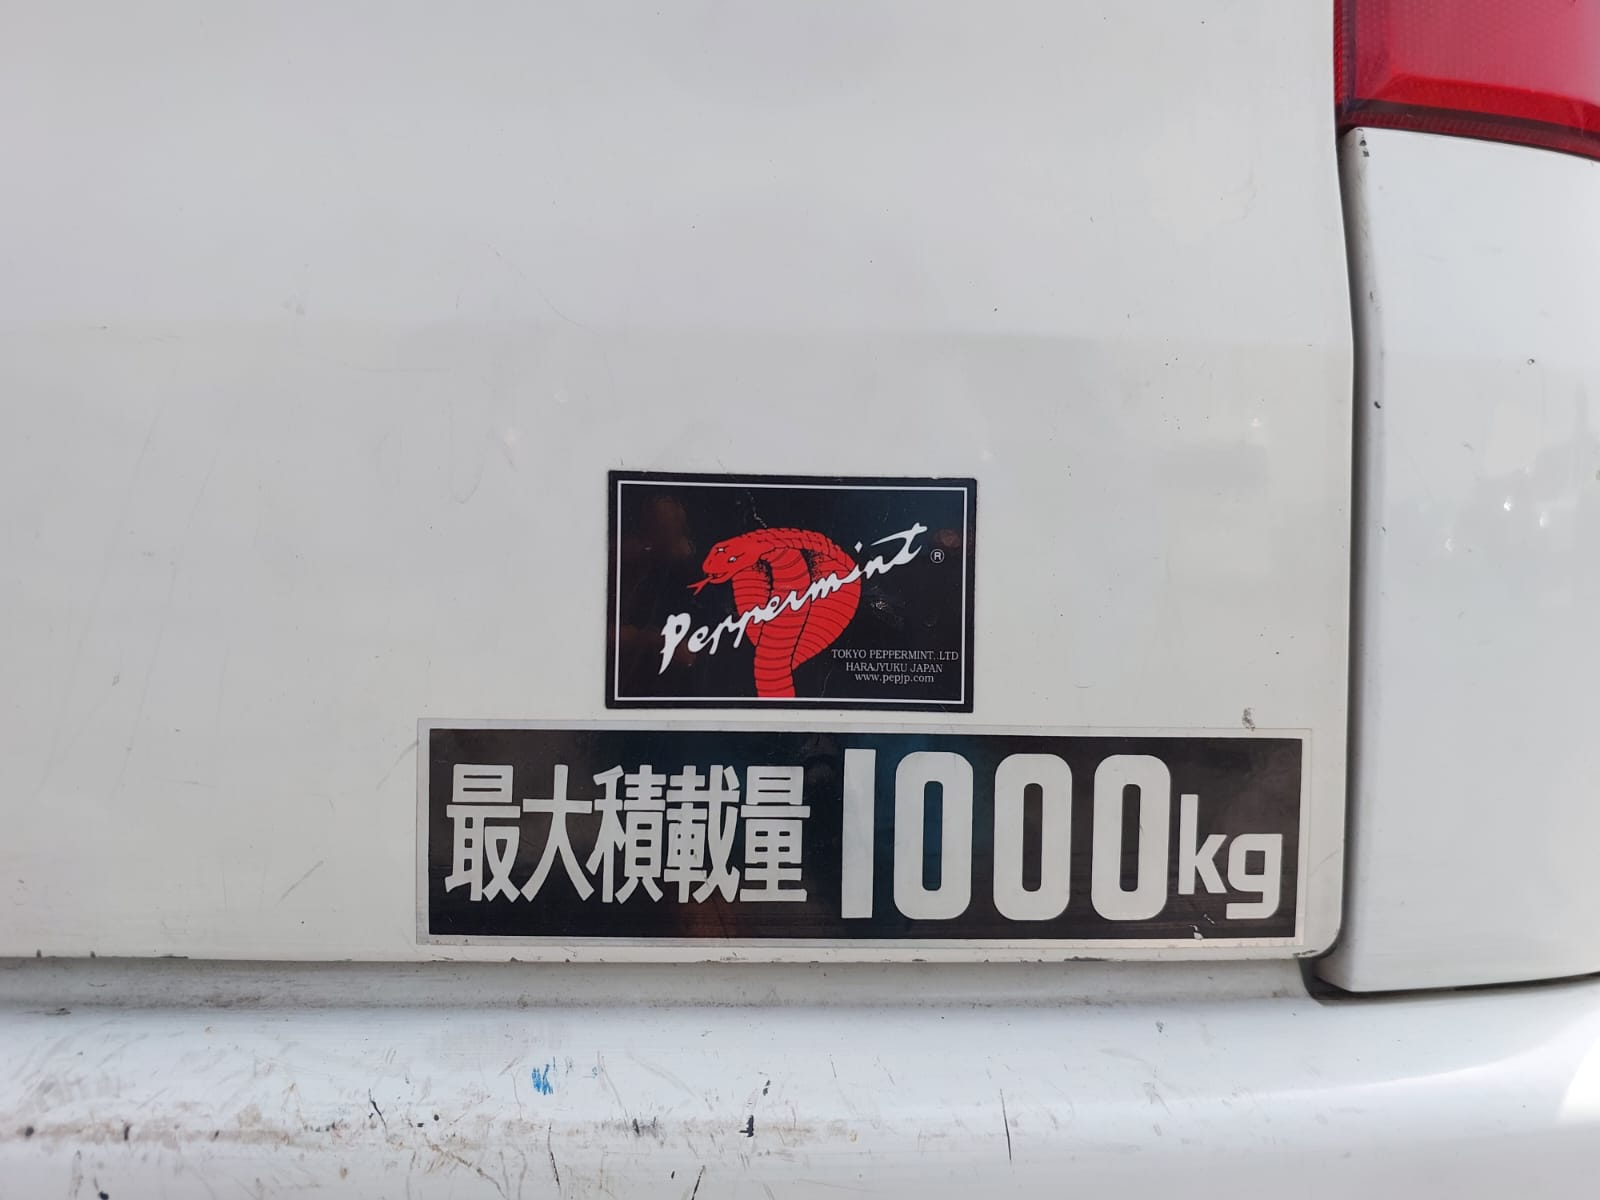 Peppermint ®
TOKYO PEPPERMINT.,LTD
HARAJYUKU JAPAN
www.pepjp.com
最大積載量 1000kg